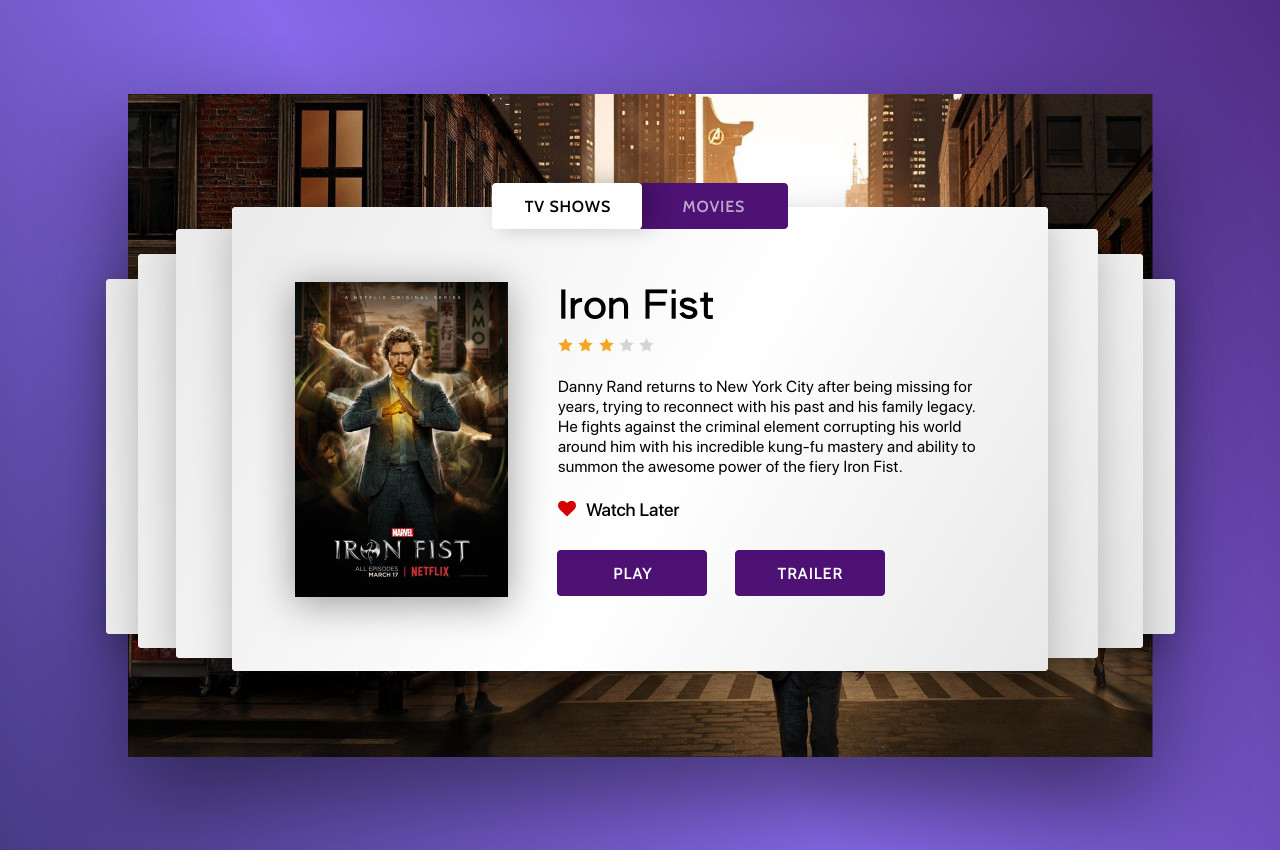 TV SHOWS
MOVIES
A NETFLIX ORIGINAL SERIES
RAMO
薬
行
Iron Fist
Danny Rand returns to New York City after being missing for
years, trying to reconnect with his past and his family legacy.
He fights against the criminal element corrupting his world
around him with his incredible kung-fu mastery and ability to
summon the awesome power of the fiery Iron Fist.
Watch Later
MARVEL
IRON FIST
ALL EPISODES
MARCH 17
NETFLIX
PLAY
TRAILER